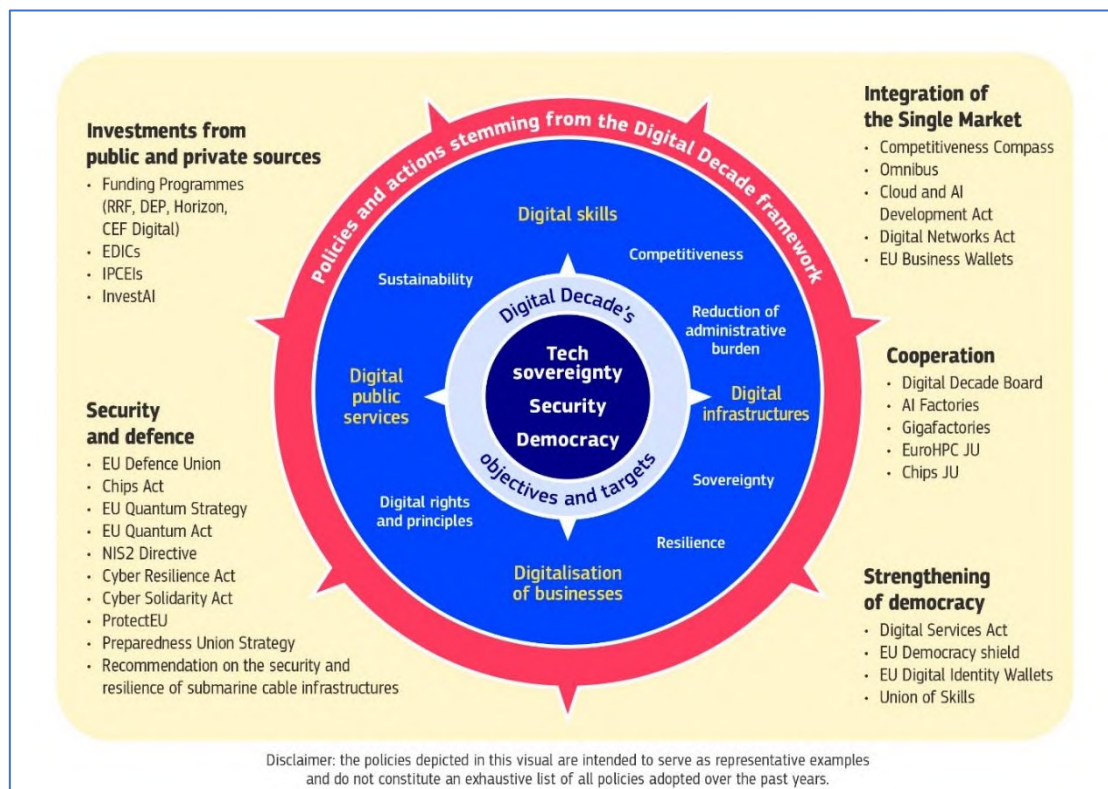 Investments from
public and private sources
• Funding Programmes
(RRF, DEP, Horizon,
CEF Digital)
• EDICs
• IPCEIs
• InvestAI
Security
and defence
• EU Defence Union
• Chips Act
• EU Quantum Strategy
• EU Quantum Act
• NIS2 Directive
• Cyber Resilience Act
• Cyber Solidarity Act
• ProtectEU
• Preparedness Union Strategy
• Recommendation on the security and
resilience of submarine cable infrastructures
Policies and actions stemming from the Digital Decade framework
Digital skills
Competitiveness
Sustainability
Reduction of
administrative
burden
Digital
public
services
Digital
infrastructures
Sovereignty
Digital rights
and principles
Resilience
Digitalisation
of businesses
Digital Decade's
objectives and targets
Tech
sovereignty
Security
Democracy
Integration of
the Single Market
• Competitiveness Compass
• Omnibus
• Cloud and AI
Development Act
• Digital Networks Act
• EU Business Wallets
Cooperation
• Digital Decade Board
• AI Factories
• Gigafactories
• EuroHPC JU
• Chips JU
Strengthening
of democracy
• Digital Services Act
• EU Democracy shield
• EU Digital Identity Wallets
• Union of Skills
Disclaimer: the policies depicted in this visual are intended to serve as representative examples
and do not constitute an exhaustive list of all policies adopted over the past years.